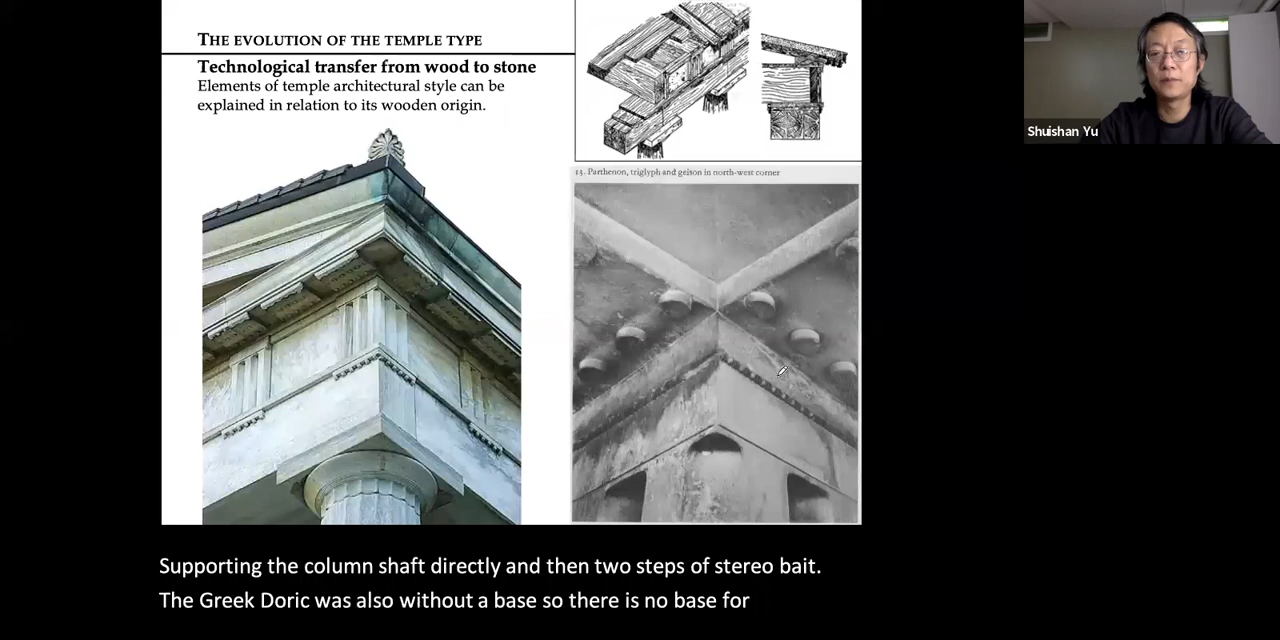 THE EVOLUTION OF THE TEMPLE TYPE
Technological transfer from wood to stone
Elements of temple architectural style can be
explained in relation to its wooden origin.
13. Parthenon, triglyph and geison in north-west corner
Shuishan Yu
Supporting the column shaft directly and then two steps of stereo bait.
The Greek Doric was also without a base so there is no base for